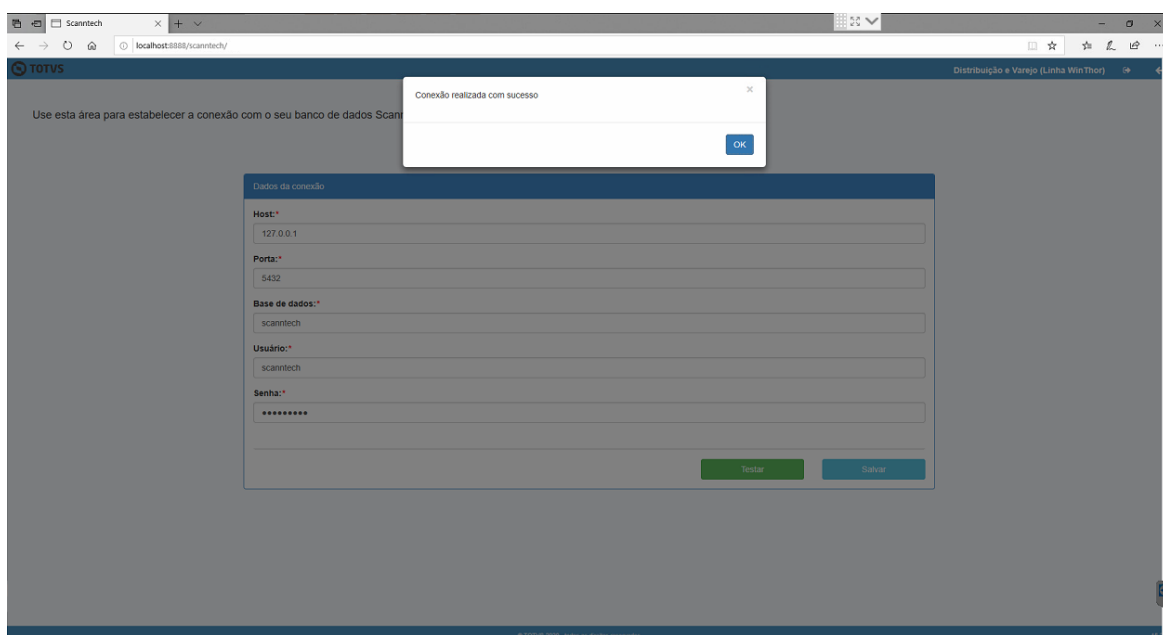 Scanntech
localhost:8888/scanntech/
TOTVS
Distribuição e Varejo (Linha WinThor)
Conexão realizada com sucesso
OK
Use esta área para estabelecer a conexão com o seu banco de dados Scann
Dados da conexão
Host:*
127.0.0.1
Porta:*
5432
Base de dados:*
scanntech
Usuário:*
scanntech
Senha:*
•••••••••
Testar
Salvar